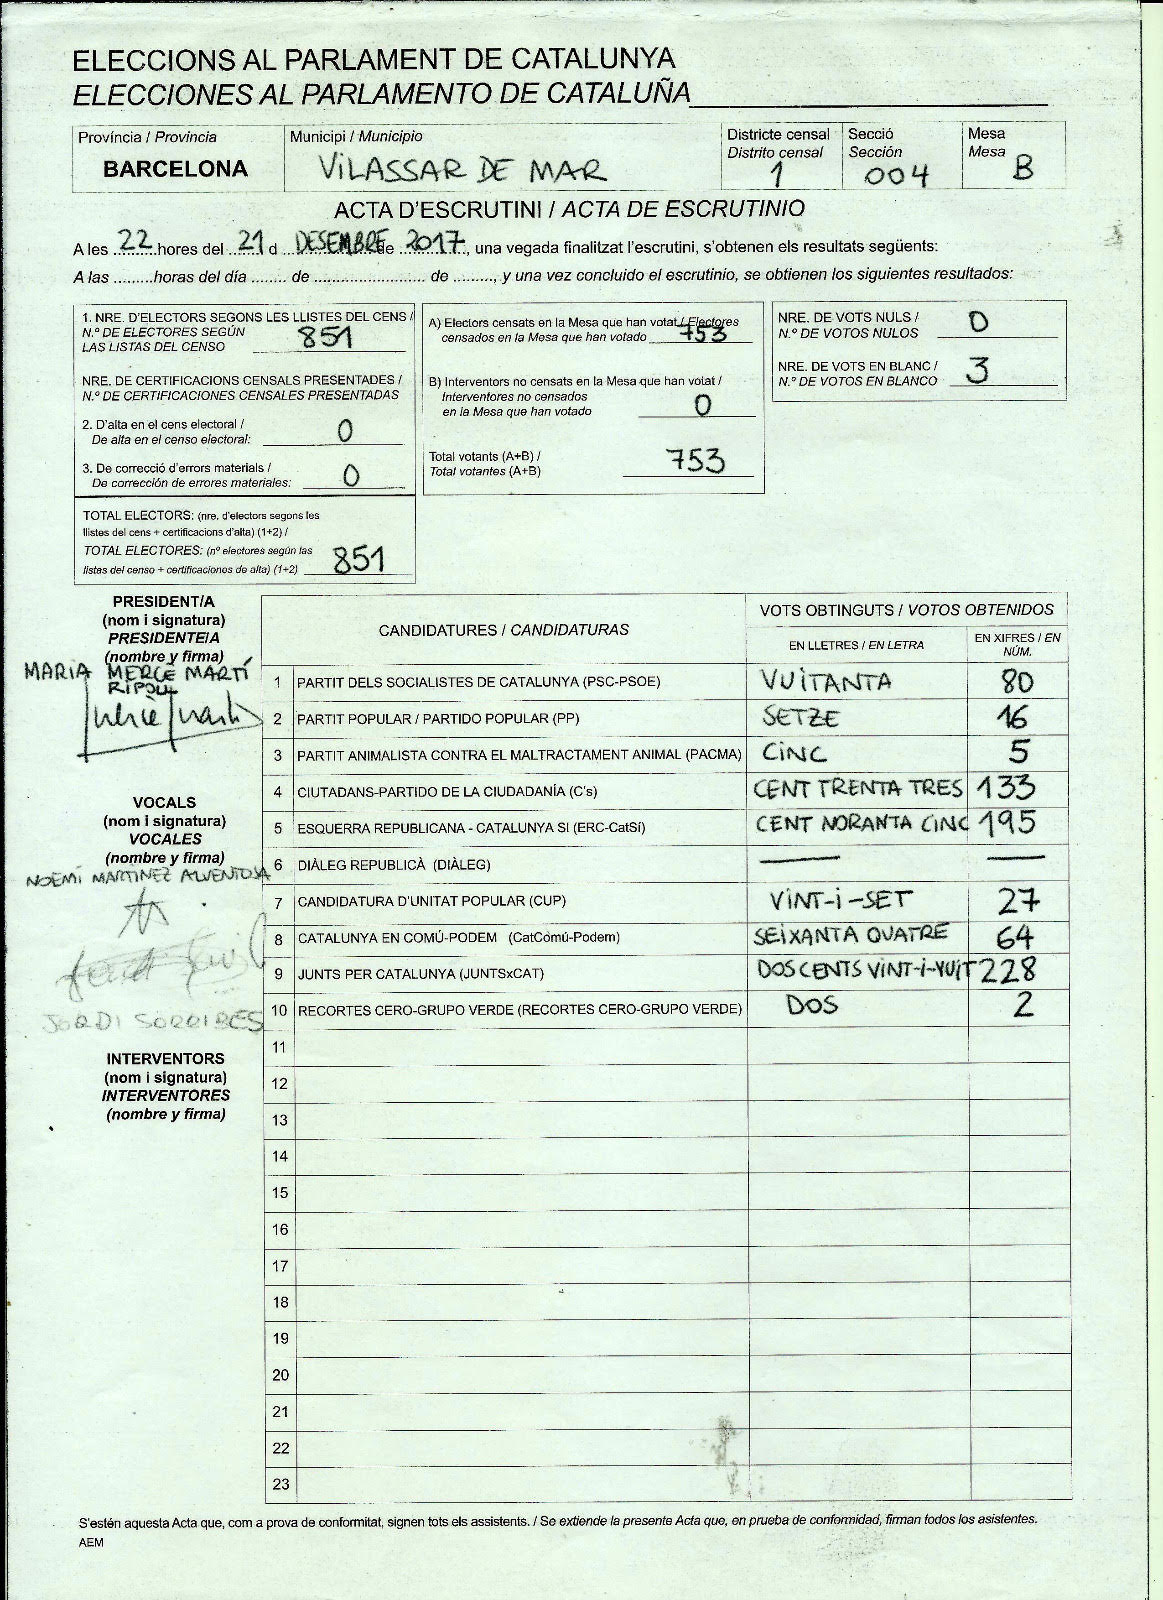 ELECCIONS AL PARLAMENT DE CATALUNYA
ELECCIONES AL PARLAMENTO DE CATALUÑA
Província / Provincia
BARCELONA
Municipi / Municipio
VILASSAR DE MAR
Districte censal
Distrito censal
1
Secció
Sección
004
Mesa
Mesa
B
ACTA D'ESCRUTINI / ACTA DE ESCRUTINIO
A les 22 hores del 21 d DESEMBRE de 2017, una vegada finalitzat l'escrutini, s'obtenen els resultats següents:
A las .........horas del día ........ de ......................... de ........., y una vez concluido el escrutinio, se obtienen los siguientes resultados:
1. NRE. D'ELECTORS SEGONS LES LLISTES DEL CENS /
N.º DE ELECTORES SEGÚN
LAS LISTAS DEL CENSO 851
NRE. DE CERTIFICACIONS CENSALS PRESENTADES /
N.º DE CERTIFICACIONES CENSALES PRESENTADAS
2. D'alta en el cens electoral /
De alta en el censo electoral: 0
3. De correcció d'errors materials /
De corrección de errores materiales: 0
TOTAL ELECTORS: (nre. d'electors segons les
llistes del cens + certificacions d'alta) (1+2) /
TOTAL ELECTORES: (nº electores según las
listas del censo + certificaciones de alta) (1+2) 851
A) Electors censats en la Mesa que han votat / Electores
censados en la Mesa que han votado 753
B) Interventors no censats en la Mesa que han votat /
Interventores no censados
en la Mesa que han votado 0
Total votants (A+B) /
Total votantes (A+B) 753
NRE. DE VOTS NULS /
N.º DE VOTOS NULOS 0
NRE. DE VOTS EN BLANC /
N.º DE VOTOS EN BLANCO 3
PRESIDENT/A
(nom i signatura)
PRESIDENTE/A
(nombre y firma)
MARIA MERCÈ MARTÍ
RIPOLL
VOCALS
(nom i signatura)
VOCALES
(nombre y firma)
NOEMÍ MARTINEZ ALVENTOSA
JORDI SORRIBES
INTERVENTORS
(nom i signatura)
INTERVENTORES
(nombre y firma)
CANDIDATURES / CANDIDATURAS
VOTS OBTINGUTS / VOTOS OBTENIDOS
EN LLETRES / EN LETRA
EN XIFRES / EN
NÚM.
1 PARTIT DELS SOCIALISTES DE CATALUNYA (PSC-PSOE) VUITANTA 80
2 PARTIT POPULAR / PARTIDO POPULAR (PP) SETZE 16
3 PARTIT ANIMALISTA CONTRA EL MALTRACTAMENT ANIMAL (PACMA) CINC 5
4 CIUTADANS-PARTIDO DE LA CIUDADANÍA (C's) CENT TRENTA TRES 133
5 ESQUERRA REPUBLICANA - CATALUNYA SI (ERC-CatSí) CENT NORANTA CINC 195
6 DIÀLEG REPUBLICÀ (DIÀLEG) — —
7 CANDIDATURA D'UNITAT POPULAR (CUP) VINT-I-SET 27
8 CATALUNYA EN COMÚ-PODEM (CatComú-Podem) SEIXANTA QUATRE 64
9 JUNTS PER CATALUNYA (JUNTSxCAT) DOS CENTS VINT-I-VUIT 228
10 RECORTES CERO-GRUPO VERDE (RECORTES CERO-GRUPO VERDE) DOS 2
11
12
13
14
15
16
17
18
19
20
21
22
23
S'estén aquesta Acta que, com a prova de conformitat, signen tots els assistents. / Se extiende la presente Acta que, en prueba de conformidad, firman todos los asistentes.
AEM